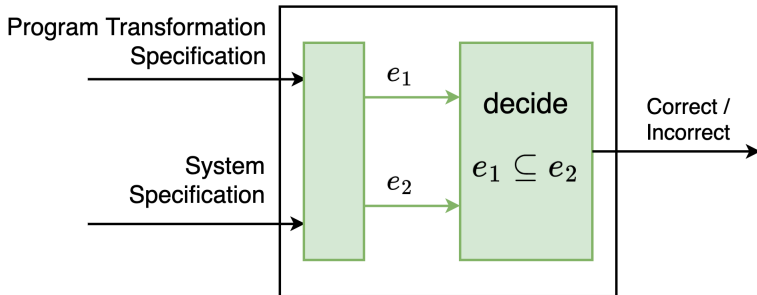 Program Transformation
Specification
e₁
decide
Correct /
Incorrect
System
Specification
e₂
e₁ ⊆ e₂